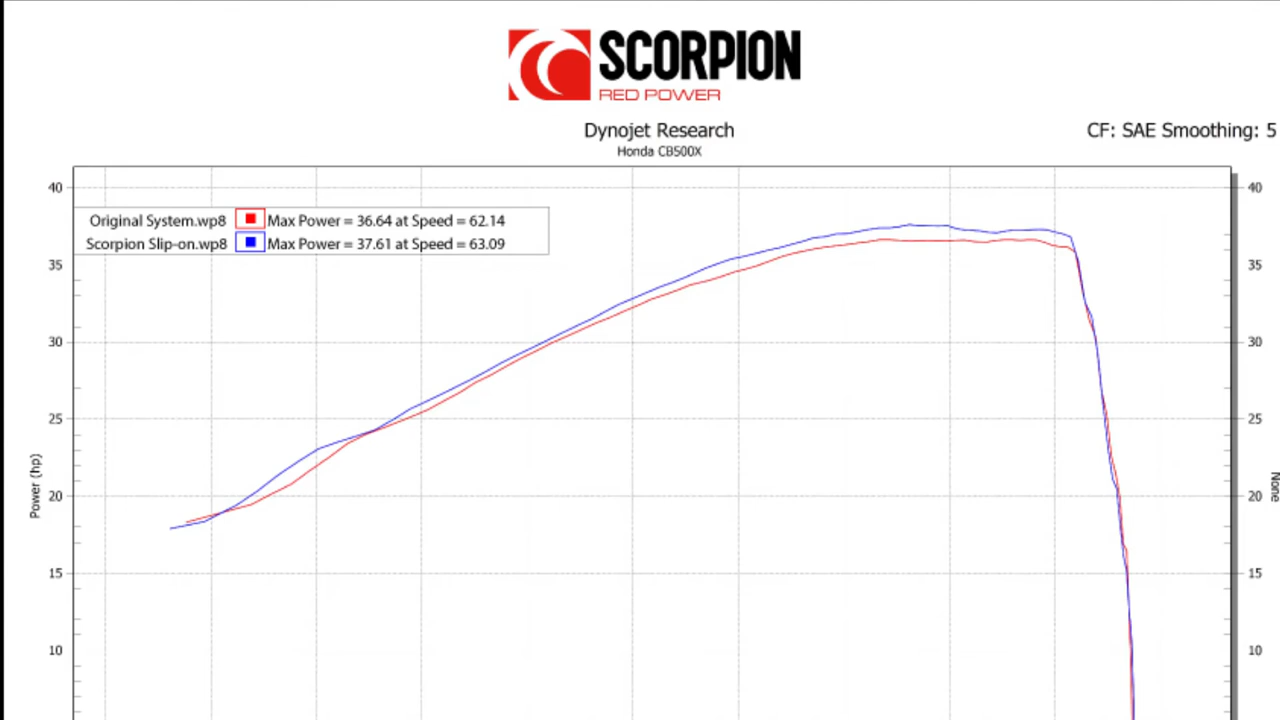 SCORPION
RED POWER
Dynojet Research
CF: SAE Smoothing: 5
Honda CB500X
40
40
Original System.wp8 Max Power = 36.64 at Speed = 62.14
Scorpion Slip-on.wp8 Max Power = 37.61 at Speed = 63.09
35
35
30
30
25
25
Power (hp)
20
20
None
15
15
10
10